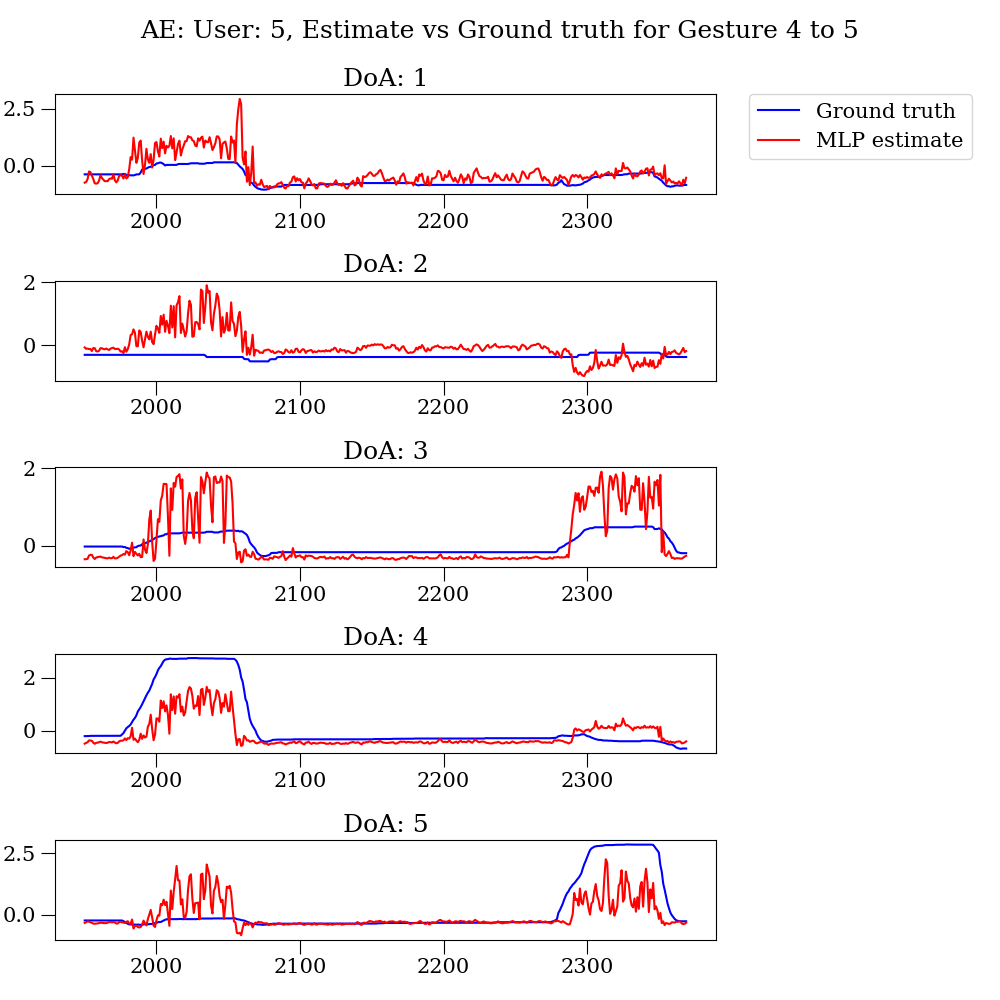 AE: User: 5, Estimate vs Ground truth for Gesture 4 to 5
DoA: 1
2.5
0.0
2000 2100 2200 2300
Ground truth
MLP estimate
DoA: 2
2
0
2000 2100 2200 2300
DoA: 3
2
0
2000 2100 2200 2300
DoA: 4
2
0
2000 2100 2200 2300
DoA: 5
2.5
0.0
2000 2100 2200 2300